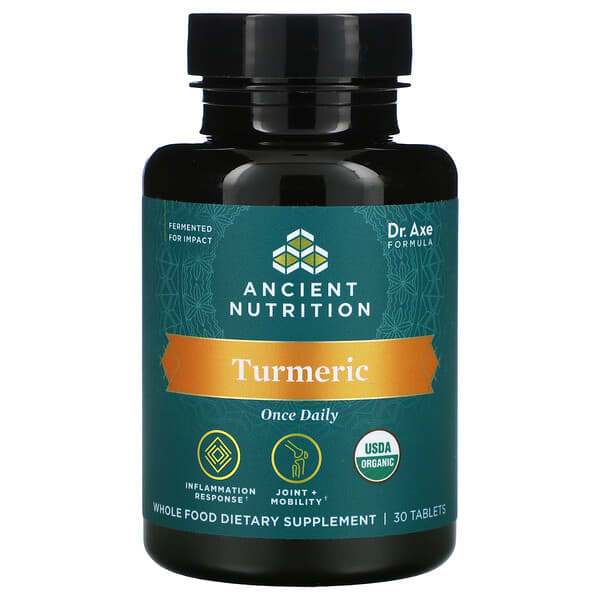 FERMENTED
FOR IMPACT
Dr. Axe
FORMULA
ANCIENT
NUTRITION
Turmeric
Once Daily
INFLAMMATION
RESPONSE†
JOINT +
MOBILITY†
USDA
ORGANIC
WHOLE FOOD DIETARY SUPPLEMENT | 30 TABLETS